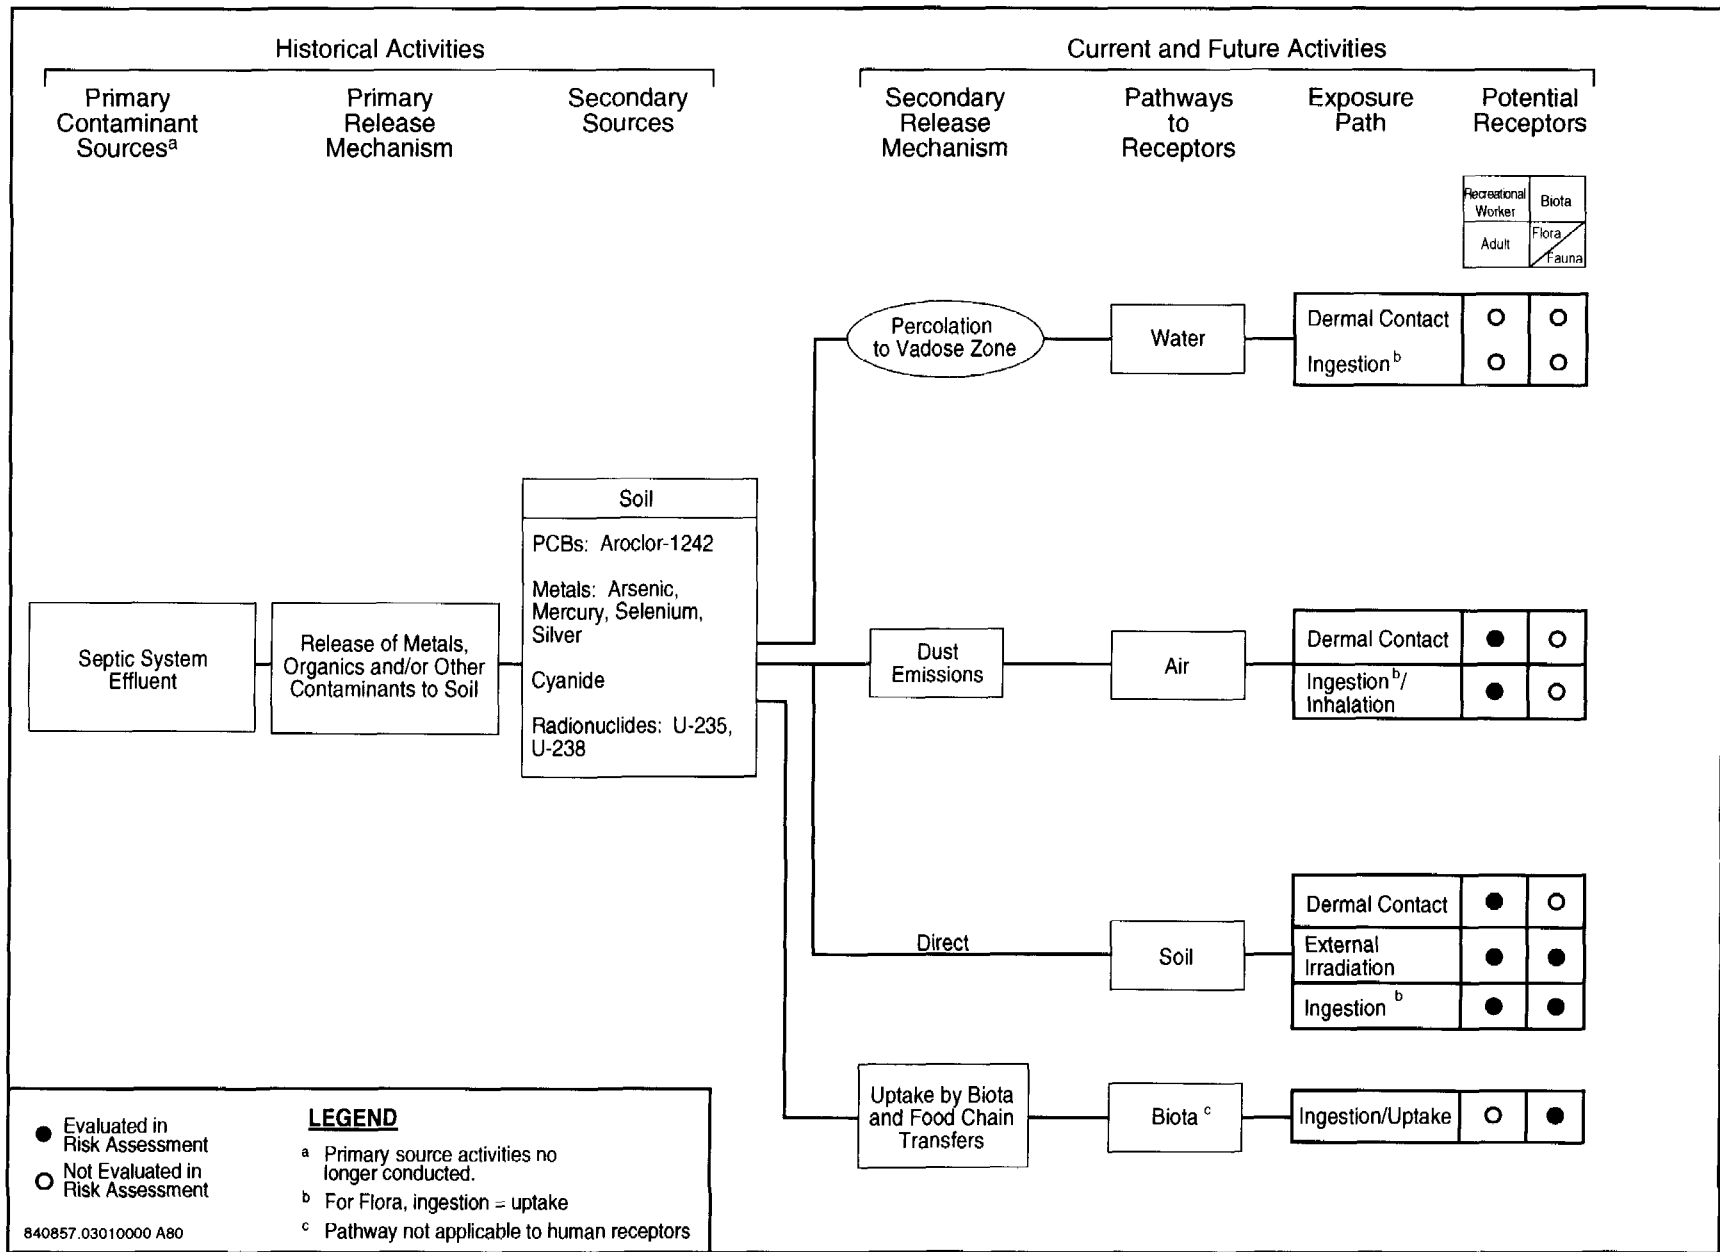 Historical Activities
Current and Future Activities
Primary
Contaminant
Sourcesᵃ
Primary
Release
Mechanism
Secondary
Sources
Secondary
Release
Mechanism
Pathways
to
Receptors
Exposure
Path
Potential
Receptors
Recreational
Worker
Biota
Adult
Flora
Fauna
Percolation
to Vadose Zone
Water
Dermal Contact
Ingestion ᵇ
Soil
PCBs: Aroclor-1242
Metals: Arsenic,
Mercury, Selenium,
Silver
Cyanide
Radionuclides: U-235,
U-238
Septic System
Effluent
Release of Metals,
Organics and/or Other
Contaminants to Soil
Dust
Emissions
Air
Dermal Contact
Ingestion ᵇ/
Inhalation
Direct
Soil
Dermal Contact
External
Irradiation
Ingestion ᵇ
Uptake by Biota
and Food Chain
Transfers
Biota ᶜ
Ingestion/Uptake
LEGEND
Evaluated in
Risk Assessment
Not Evaluated in
Risk Assessment
ᵃ Primary source activities no
longer conducted.
ᵇ For Flora, ingestion = uptake
ᶜ Pathway not applicable to human receptors
840857.03010000 A80